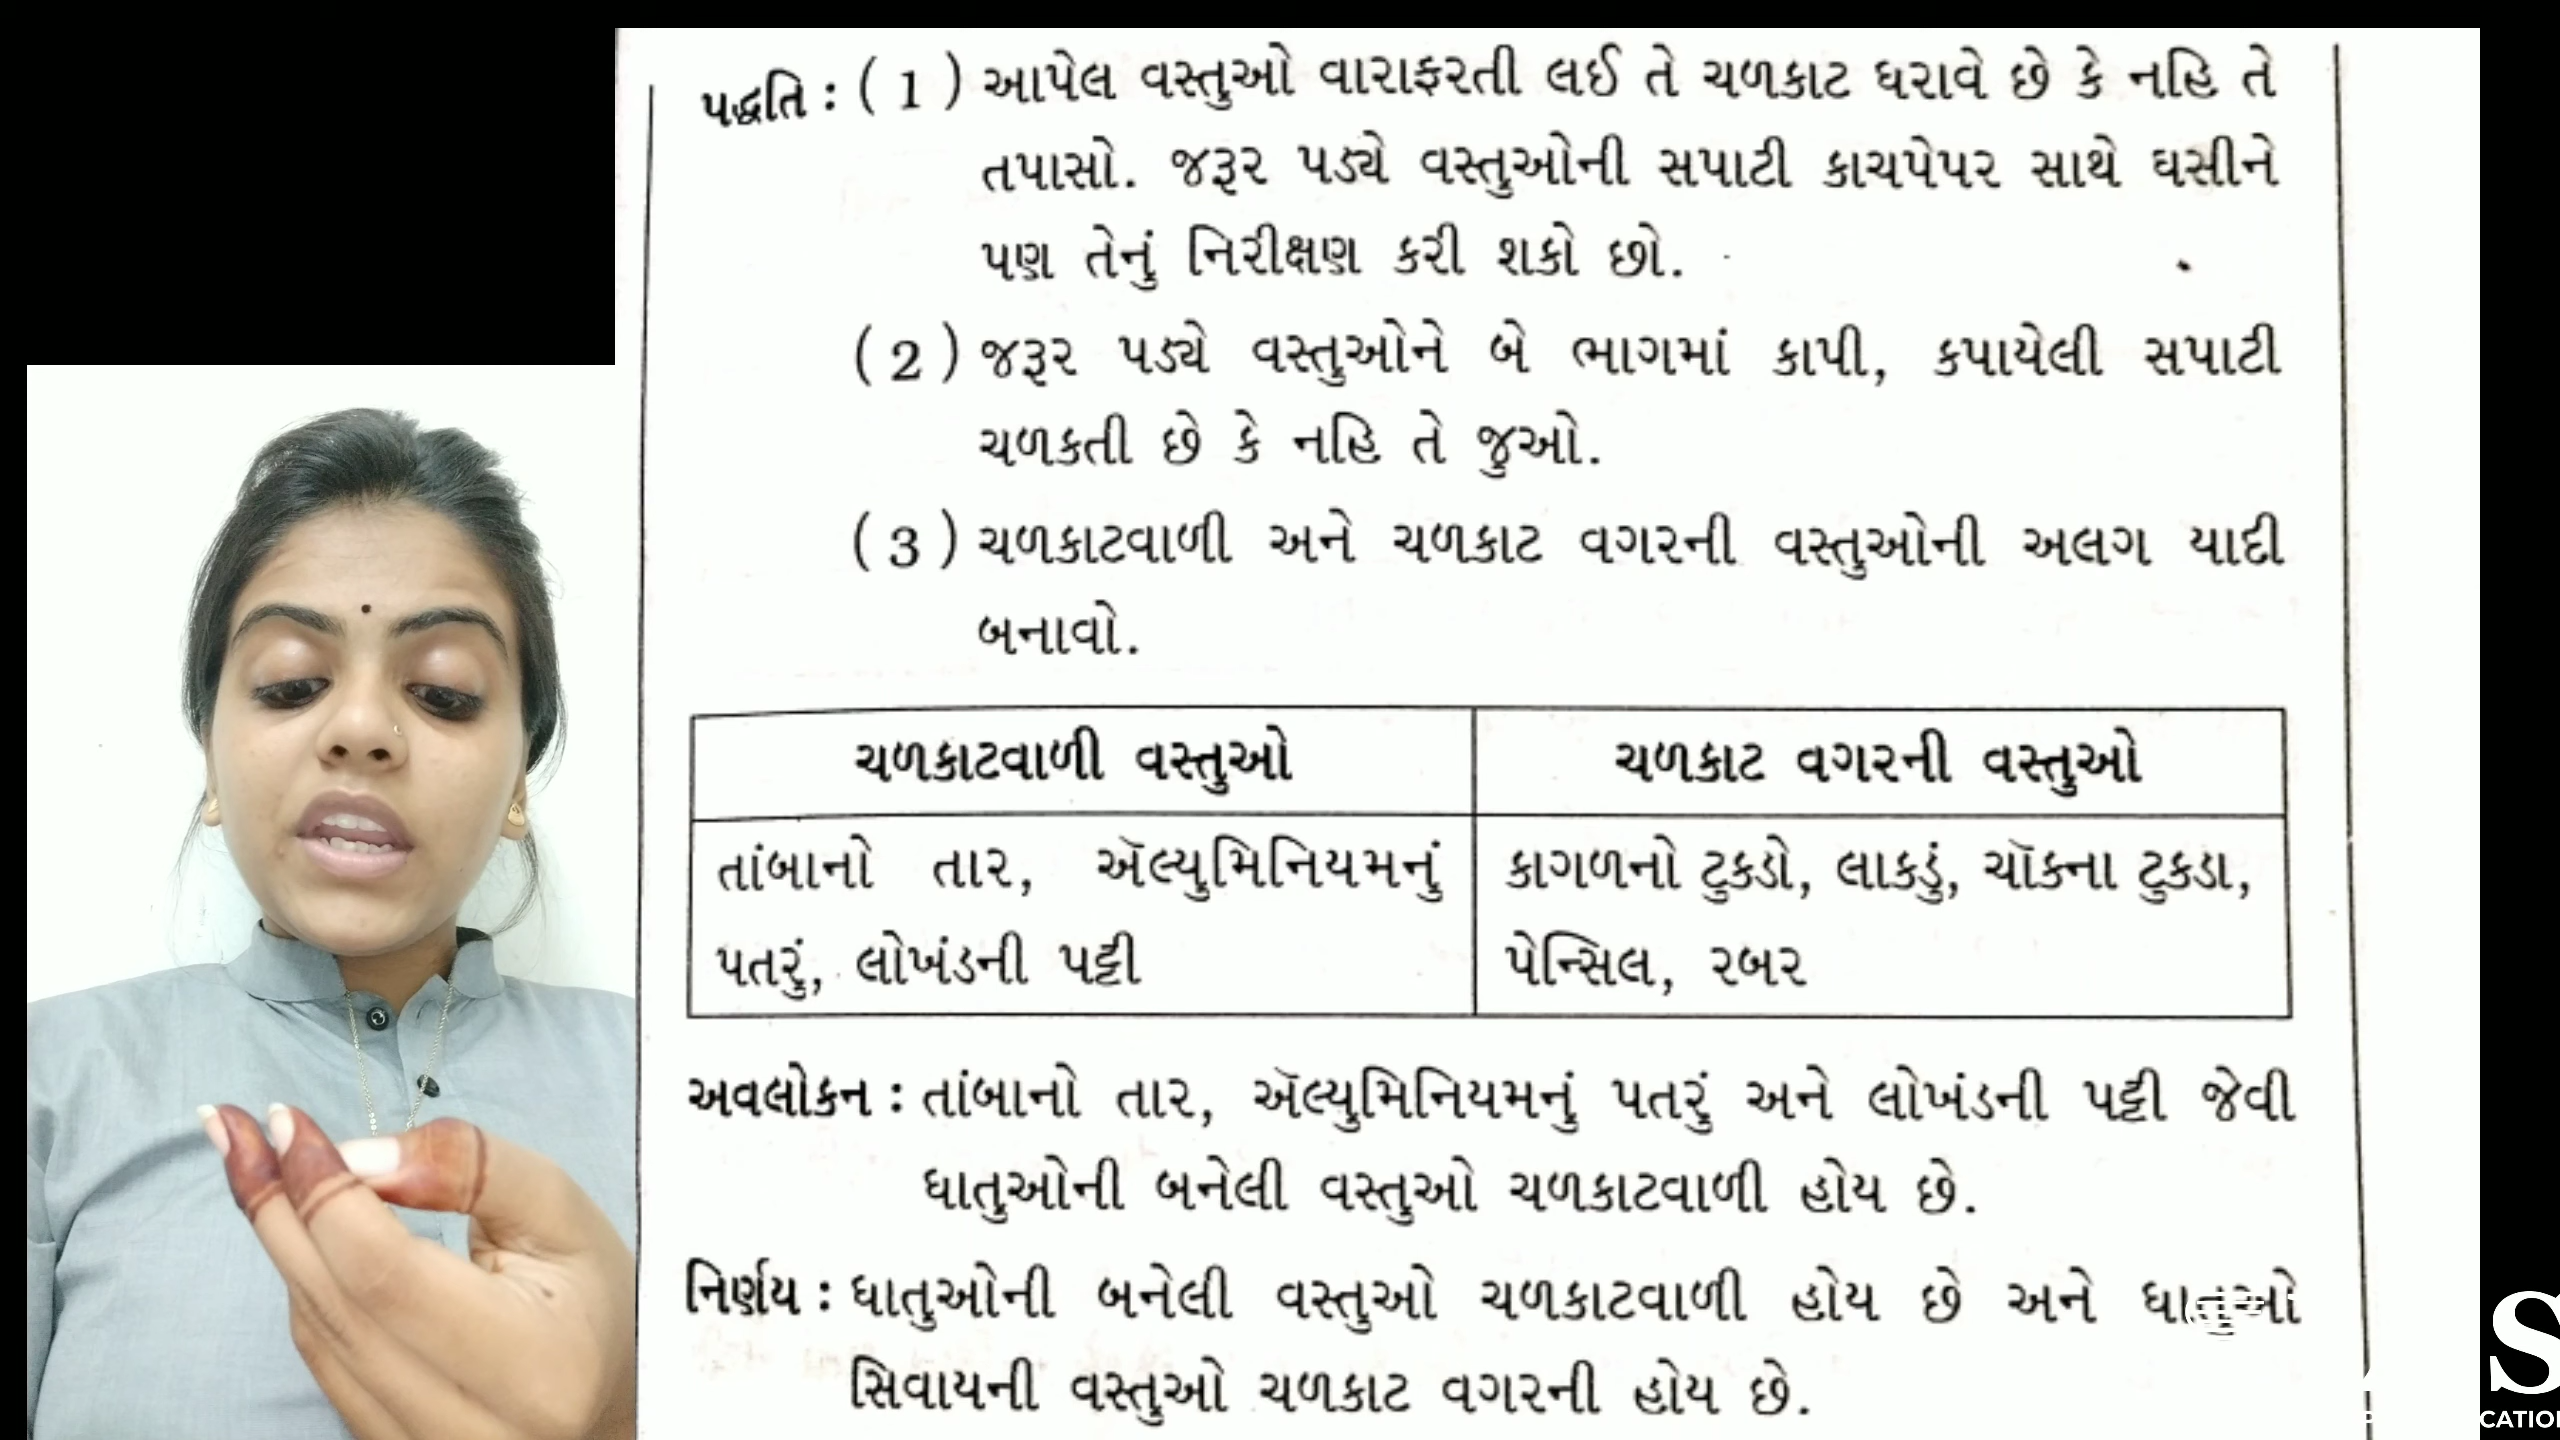 પદ્ધતિ : ( 1 ) આપેલ વસ્તુઓ વારાફરતી લઈ તે ચળકાટ ધરાવે છે કે નહિ તે
તપાસો. જરૂર પડ્યે વસ્તુઓની સપાટી કાચપેપર સાથે ઘસીને
પણ તેનું નિરીક્ષણ કરી શકો છો.
( 2 ) જરૂર પડ્યે વસ્તુઓને બે ભાગમાં કાપી, કપાયેલી સપાટી
ચળકતી છે કે નહિ તે જુઓ.
( 3 ) ચળકાટવાળી અને ચળકાટ વગરની વસ્તુઓની અલગ યાદી
બનાવો.
ચળકાટવાળી વસ્તુઓ
ચળકાટ વગરની વસ્તુઓ
તાંબાનો તાર, ઍલ્યુમિનિયમનું
પતરું, લોખંડની પટ્ટી
કાગળનો ટુકડો, લાકડું, ચૉકના ટુકડા,
પેન્સિલ, રબર
અવલોકન : તાંબાનો તાર, ઍલ્યુમિનિયમનું પતરું અને લોખંડની પટ્ટી જેવી
ધાતુઓની બનેલી વસ્તુઓ ચળકાટવાળી હોય છે.
નિર્ણય : ધાતુઓની બનેલી વસ્તુઓ ચળકાટવાળી હોય છે અને
સિવાયની વસ્તુઓ ચળકાટ વગરની હોય છે.
S